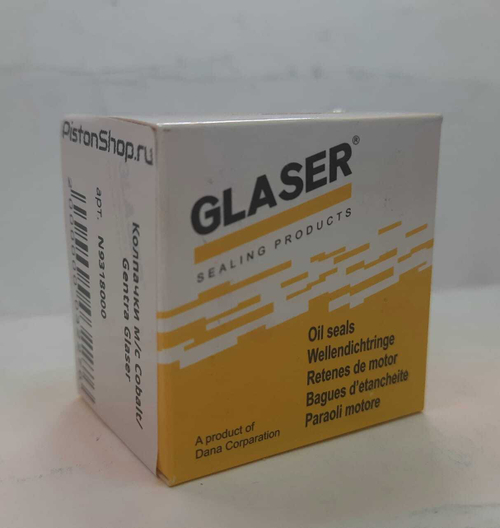 PistonShop.ru
арт. N9318000
Колпачки м/с Cobalt/
Gentra Glaser
GLASER®
SEALING PRODUCTS
Oil seals
Wellendichtringe
Retenes de motor
Bagues d'etancheite
Paraoli motore
A product of
Dana Corparation